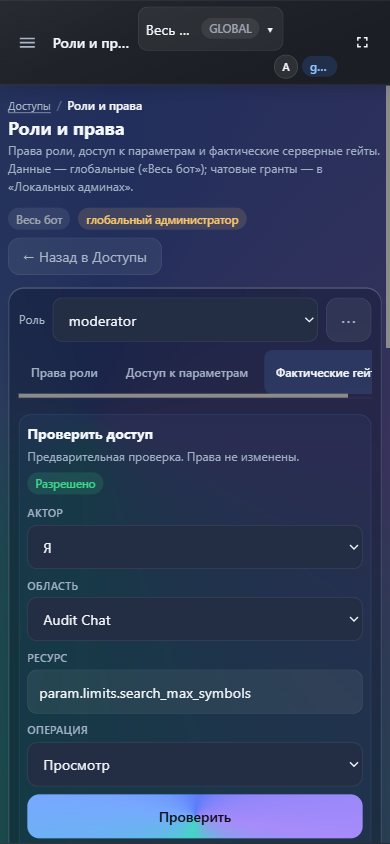 Роли и пр...
Весь ...
GLOBAL
A
g...
Доступы / Роли и права
Роли и права
Права роли, доступ к параметрам и фактические серверные гейты.
Данные — глобальные («Весь бот»); чатовые гранты — в
«Локальных админах».
Весь бот
глобальный администратор
← Назад в Доступы
Роль
moderator
...
Права роли
Доступ к параметрам
Фактические гей
Проверить доступ
Предварительная проверка. Права не изменены.
Разрешено
АКТОР
Я
ОБЛАСТЬ
Audit Chat
РЕСУРС
param.limits.search_max_symbols
ОПЕРАЦИЯ
Просмотр
Проверить